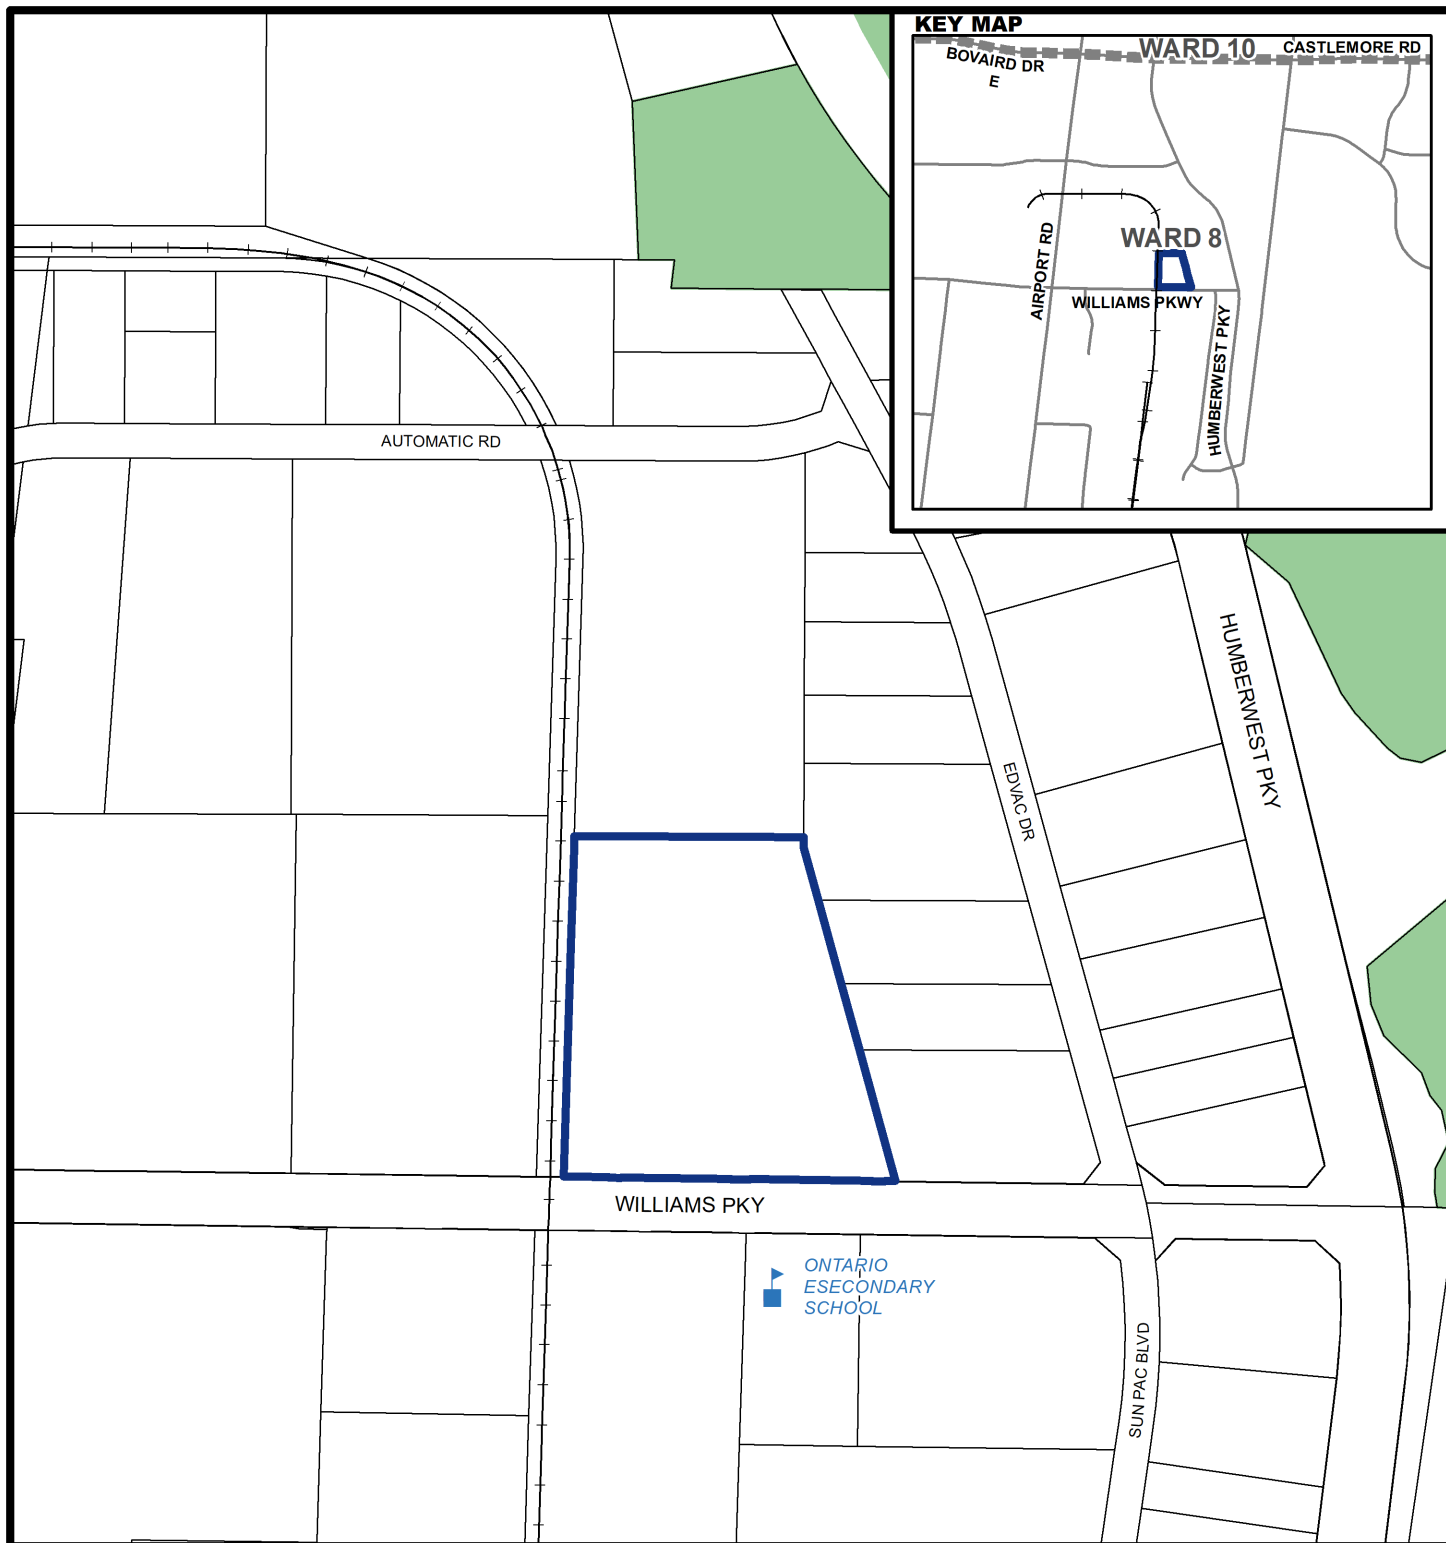 KEY MAP
WARD 10
CASTLEMORE RD
BOVAIRD DR
E
AIRPORT RD
WARD 8
WILLIAMS PKWY
HUMBERWEST PKY
AUTOMATIC RD
HUMBERWEST PKY
EDVAC DR
WILLIAMS PKY
ONTARIO
ESECONDARY
SCHOOL
SUN PAC BLVD